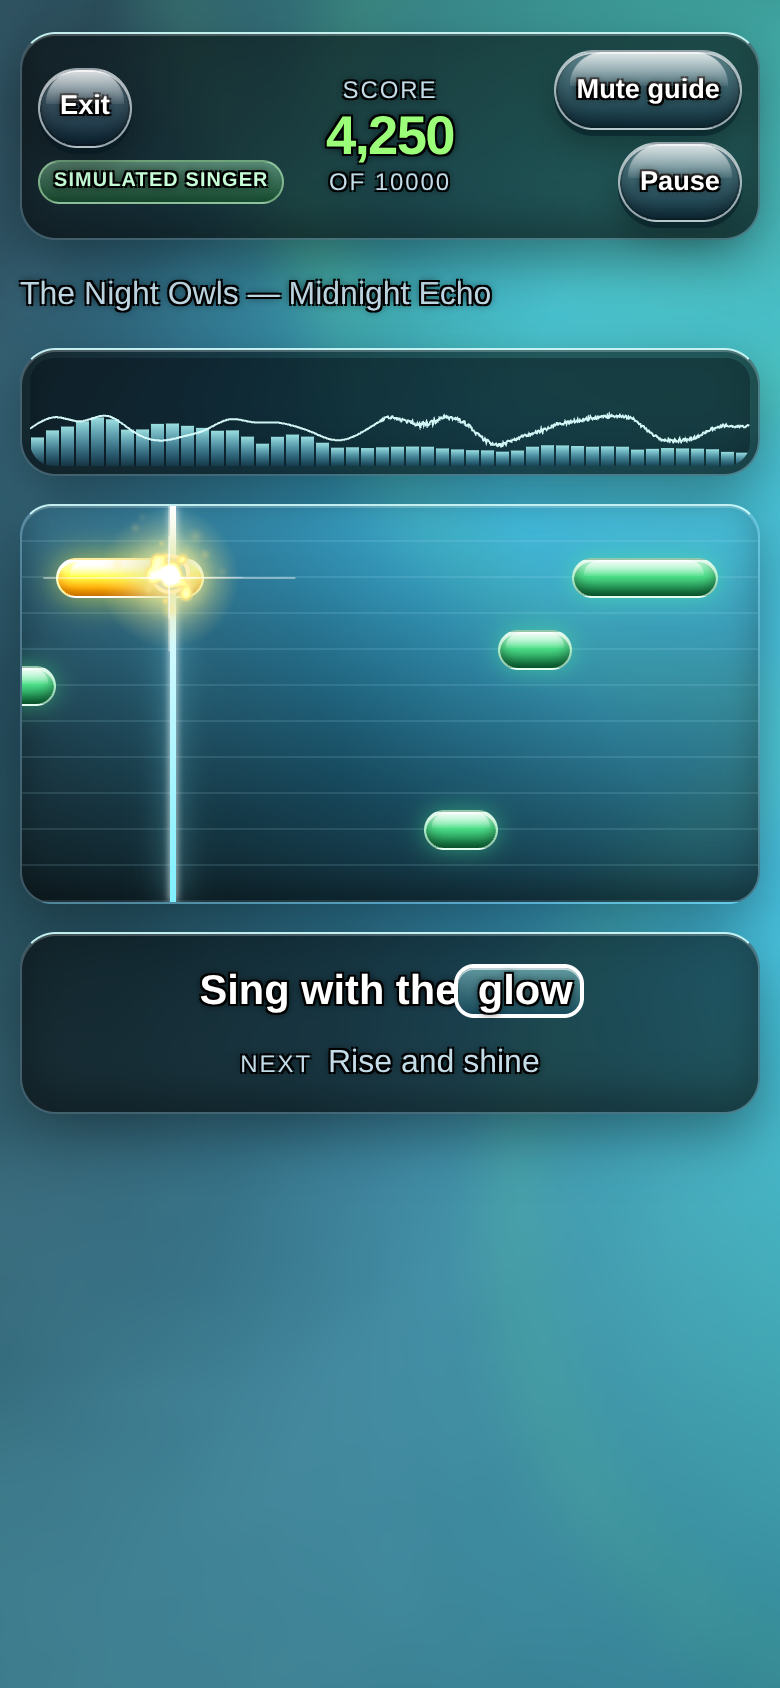 Exit
SIMULATED SINGER
SCORE
4,250
OF 10000
Mute guide
Pause
The Night Owls — Midnight Echo
Sing with the glow
NEXT Rise and shine